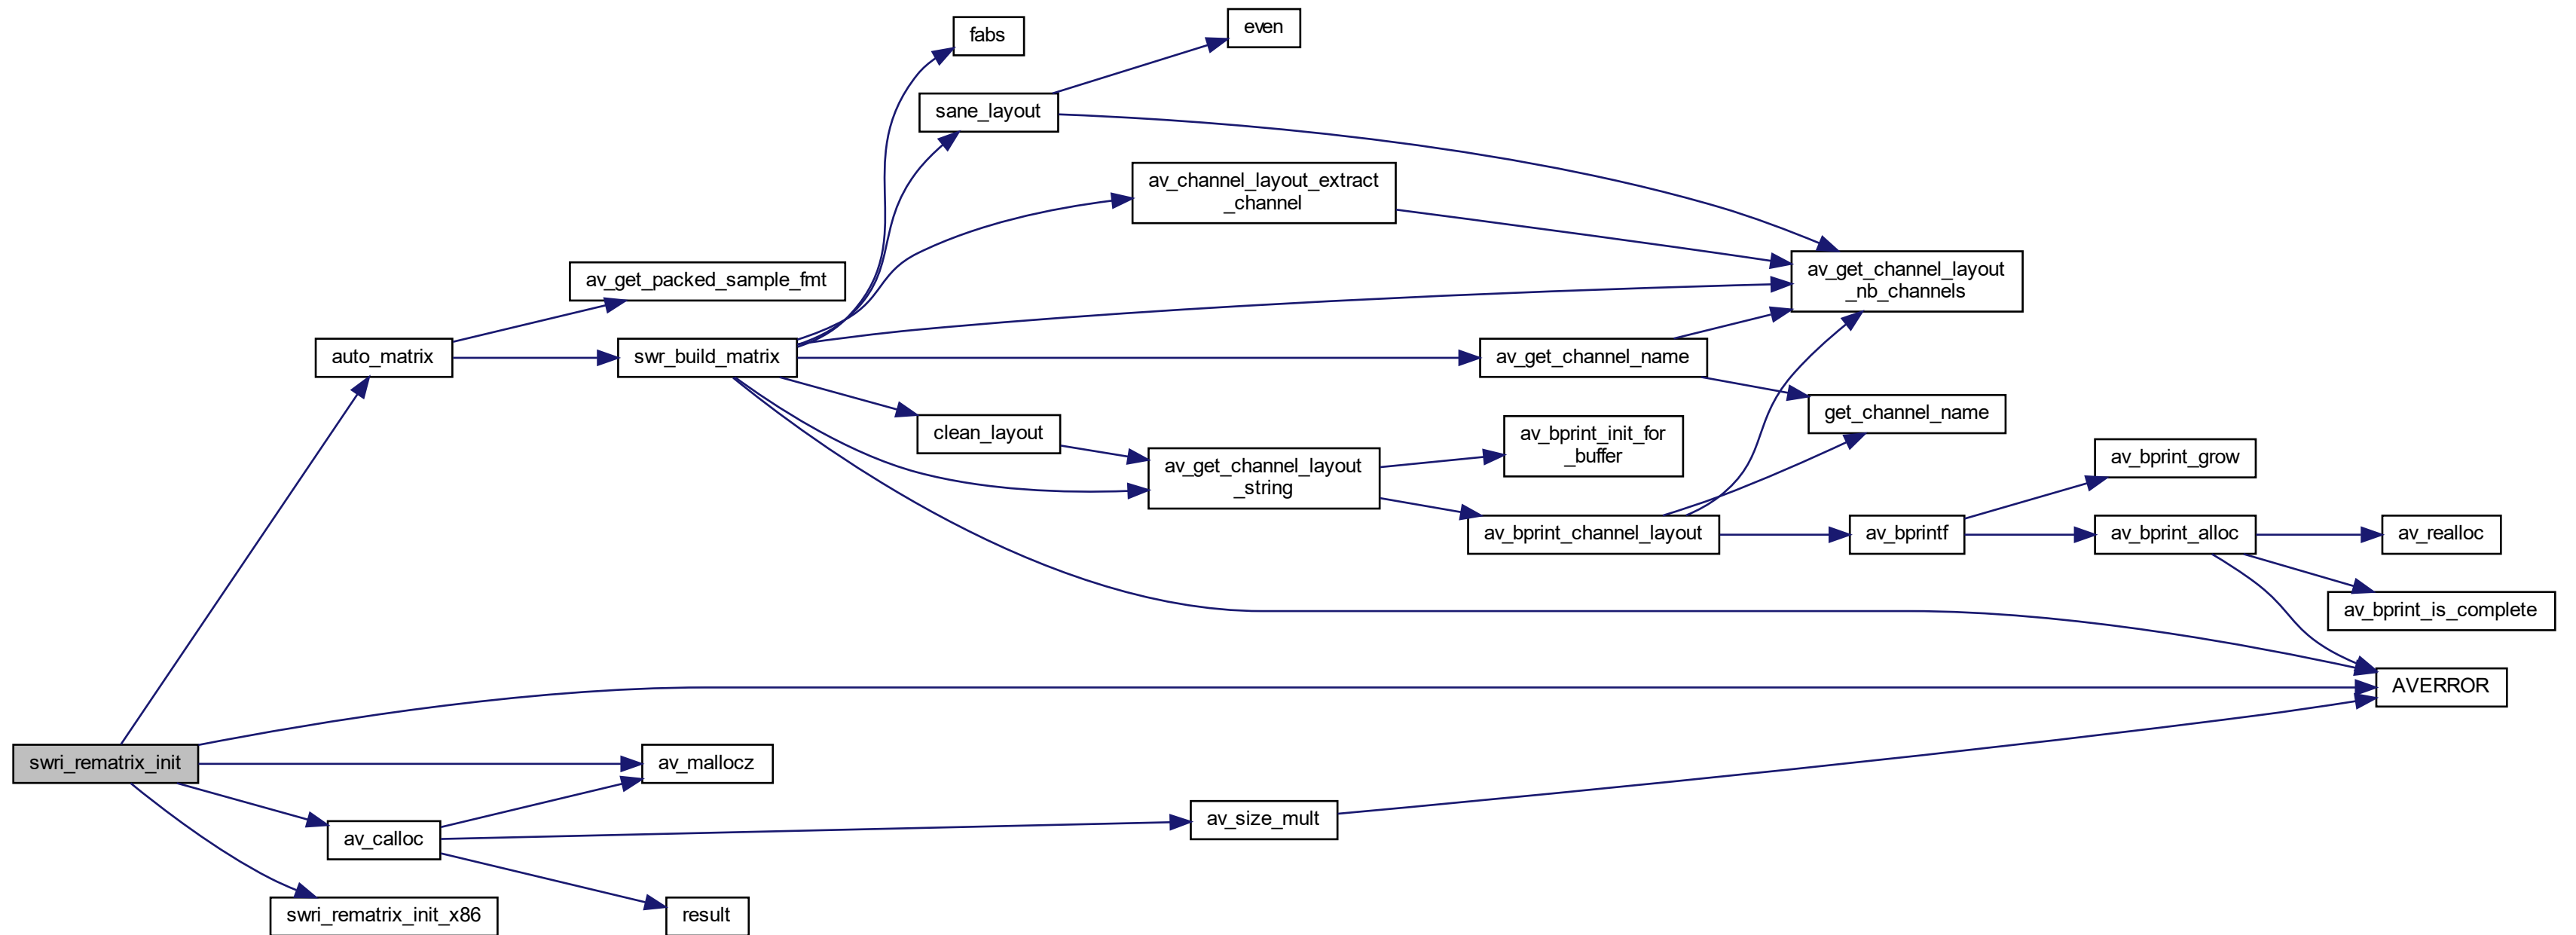 even
fabs
sane_layout
av_channel_layout_extract
_channel
av_get_channel_layout
_nb_channels
av_get_packed_sample_fmt
auto_matrix
swr_build_matrix
av_get_channel_name
get_channel_name
clean_layout
av_bprint_init_for
_buffer
av_bprint_grow
av_get_channel_layout
_string
av_bprint_channel_layout
av_bprintf
av_bprint_alloc
av_realloc
av_bprint_is_complete
AVERROR
swri_rematrix_init
av_mallocz
av_size_mult
av_calloc
swri_rematrix_init_x86
result